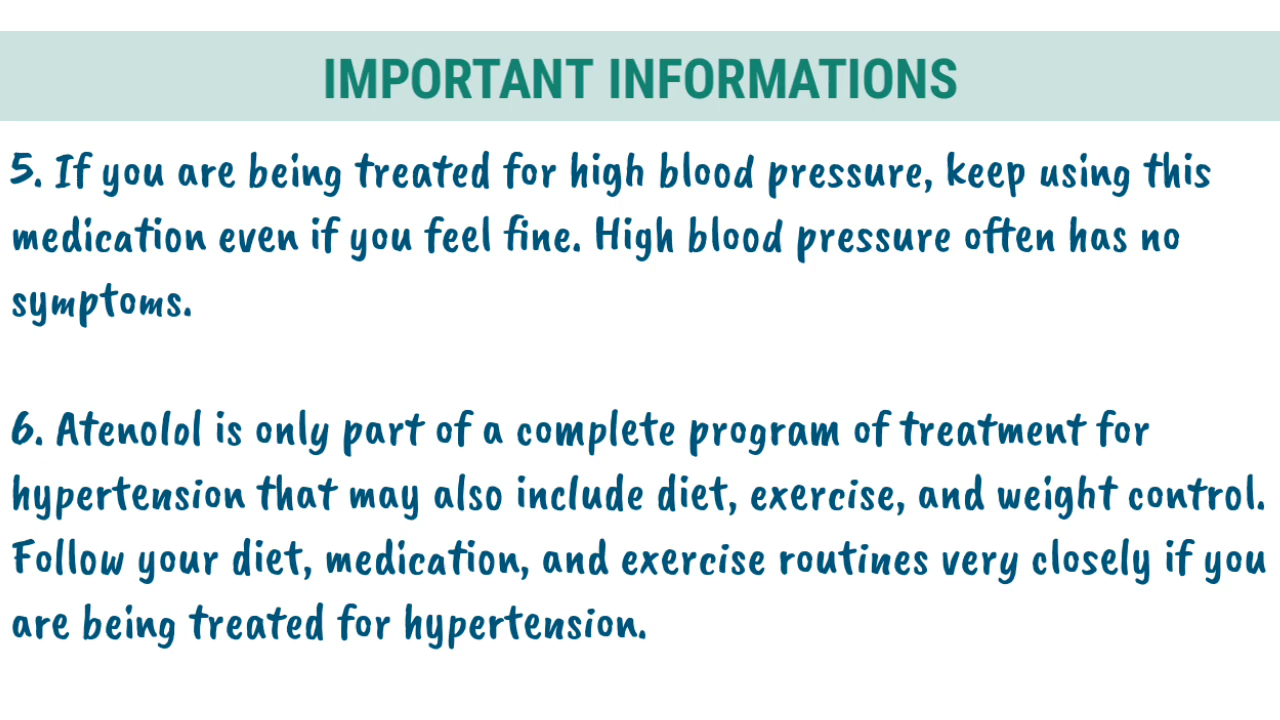 IMPORTANT INFORMATIONS
5. If you are being treated for high blood pressure, keep using this
medication even if you feel fine. High blood pressure often has no
symptoms.
6. Atenolol is only part of a complete program of treatment for
hypertension that may also include diet, exercise, and weight control.
Follow your diet, medication, and exercise routines very closely if you
are being treated for hypertension.